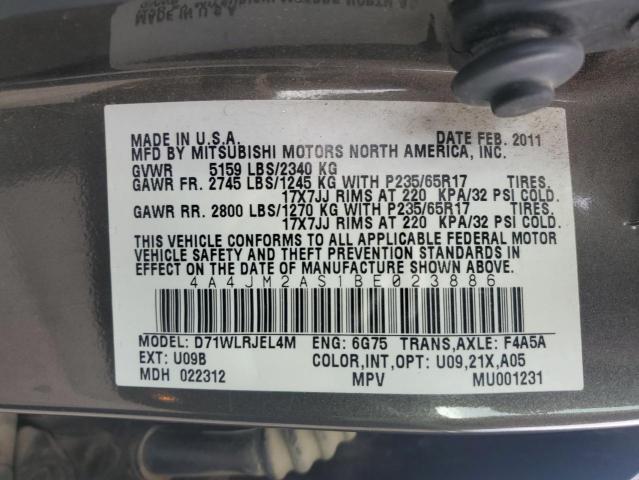 MADE IN U.S.A. DATE FEB. 2011
MFD BY MITSUBISHI MOTORS NORTH AMERICA, INC.
GVWR 5159 LBS/2340 KG
GAWR FR. 2745 LBS/1245 KG WITH P235/65R17 TIRES.
17X7JJ RIMS AT 220 KPA/32 PSI COLD.
GAWR RR. 2800 LBS/1270 KG WITH P235/65R17 TIRES.
17X7JJ RIMS AT 220 KPA/32 PSI COLD.
THIS VEHICLE CONFORMS TO ALL APPLICABLE FEDERAL MOTOR
VEHICLE SAFETY AND THEFT PREVENTION STANDARDS IN
EFFECT ON THE DATE OF MANUFACTURE SHOWN ABOVE.
4A4JM2AS1BE023886
MODEL: D71WLRJEL4M ENG: 6G75 TRANS,AXLE: F4A5A
EXT: U09B COLOR,INT,OPT: U09,21X,A05
MDH 022312 MPV MU001231